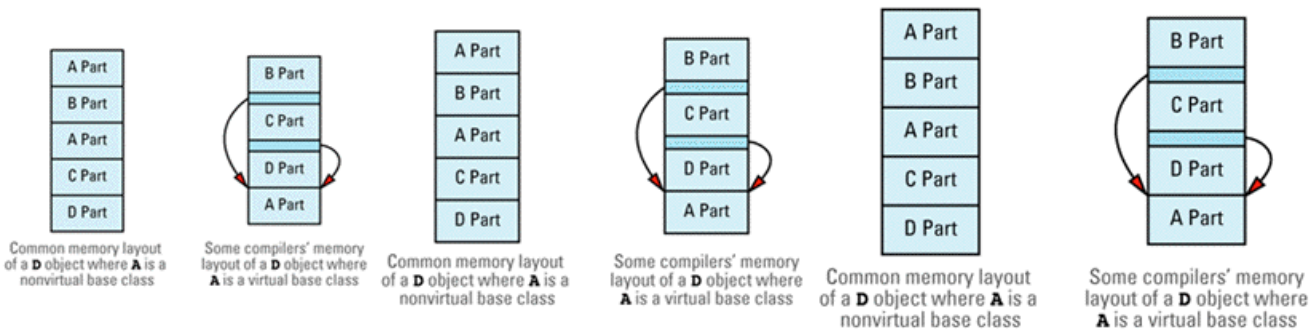 A Part
B Part
A Part
C Part
D Part
Common memory layout
of a D object where A is a
nonvirtual base class
B Part
C Part
D Part
A Part
Some compilers' memory
layout of a D object where
A is a virtual base class
A Part
B Part
A Part
C Part
D Part
Common memory layout
of a D object where A is a
nonvirtual base class
B Part
C Part
D Part
A Part
Some compilers' memory
layout of a D object where
A is a virtual base class
A Part
B Part
A Part
C Part
D Part
Common memory layout
of a D object where A is a
nonvirtual base class
B Part
C Part
D Part
A Part
Some compilers' memory
layout of a D object where
A is a virtual base class